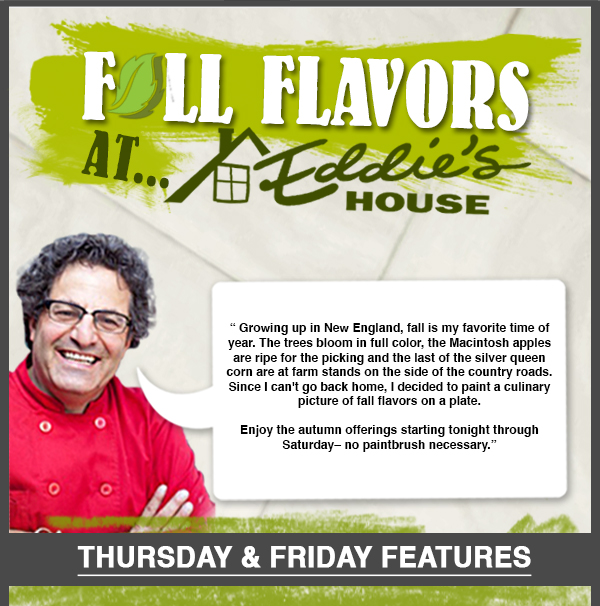 FALL FLAVORS
AT... Eddie's
HOUSE
“ Growing up in New England, fall is my favorite time of
year. The trees bloom in full color, the Macintosh apples
are ripe for the picking and the last of the silver queen
corn are at farm stands on the side of the country roads.
Since I can't go back home, I decided to paint a culinary
picture of fall flavors on a plate.
Enjoy the autumn offerings starting tonight through
Saturday– no paintbrush necessary.”
THURSDAY & FRIDAY FEATURES